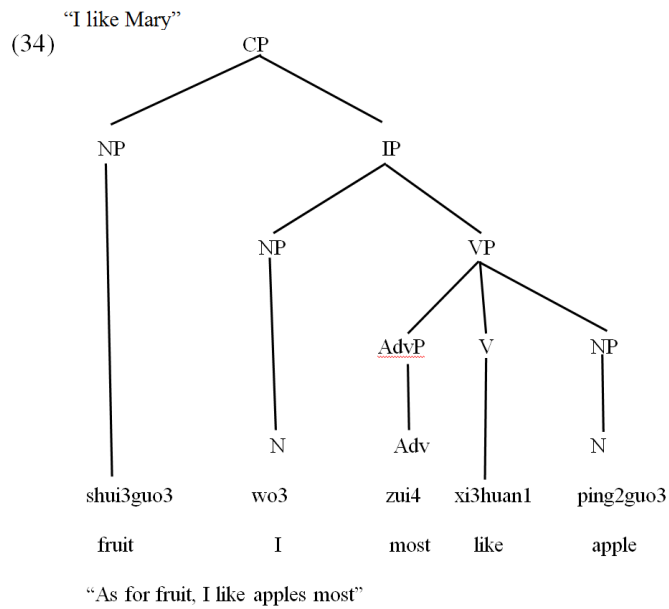 “I like Mary”
(34) CP
NP IP
NP VP
AdvP V NP
N Adv N
shui3guo3 wo3 zui4 xi3huan1 ping2guo3
fruit I most like apple
“As for fruit, I like apples most”